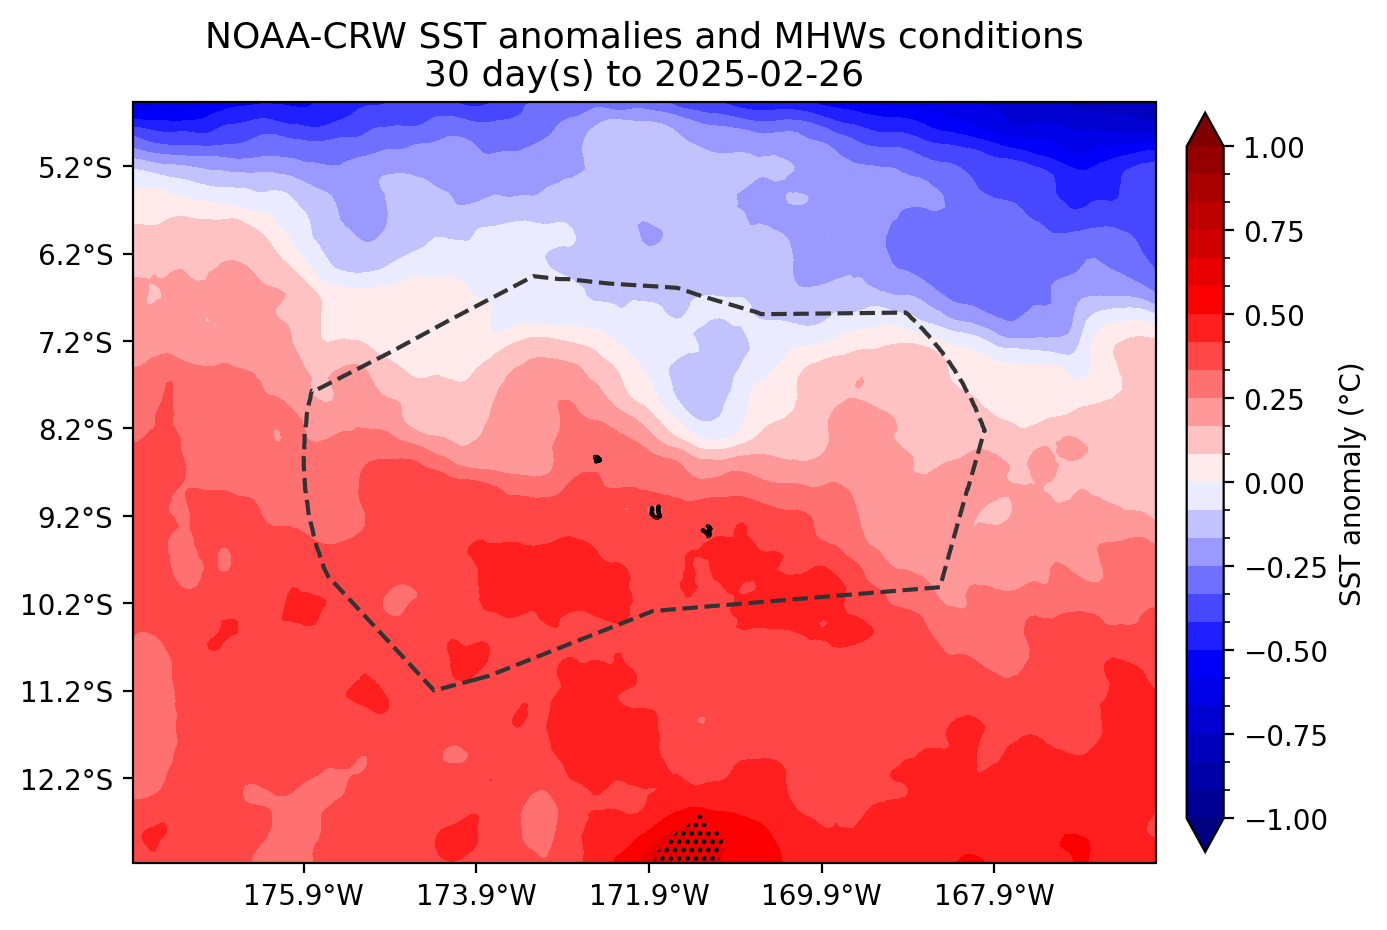 NOAA-CRW SST anomalies and MHWs conditions
30 day(s) to 2025-02-26
5.2°S
6.2°S
7.2°S
8.2°S
9.2°S
10.2°S
11.2°S
12.2°S
175.9°W
173.9°W
171.9°W
169.9°W
167.9°W
1.00
0.75
0.50
0.25
0.00
−0.25
−0.50
−0.75
−1.00
SST anomaly (°C)